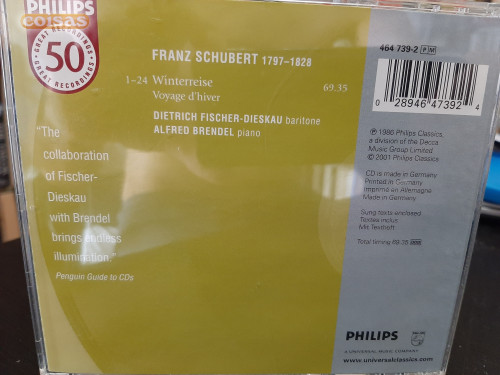 PHILIPS
coisas
GREAT RECORDINGS
50
GREAT RECORDINGS
FRANZ SCHUBERT 1797–1828
1–24 Winterreise 69.35
Voyage d'hiver
DIETRICH FISCHER-DIESKAU baritone
ALFRED BRENDEL piano
"The
collaboration
of Fischer-
Dieskau
with Brendel
brings endless
illumination."
Penguin Guide to CDs
464 739-2 PM
0 28946 47392 4
℗ 1986 Philips Classics,
a division of the Decca
Music Group Limited
© 2001 Philips Classics
CD is made in Germany
Printed in Germany
Imprimé en Allemagne
Made in Germany
Sung texts enclosed
Textes inclus
Mit Textheft
Total timing
PHILIPS
A UNIVERSAL MUSIC COMPANY
www.universalclassics.com